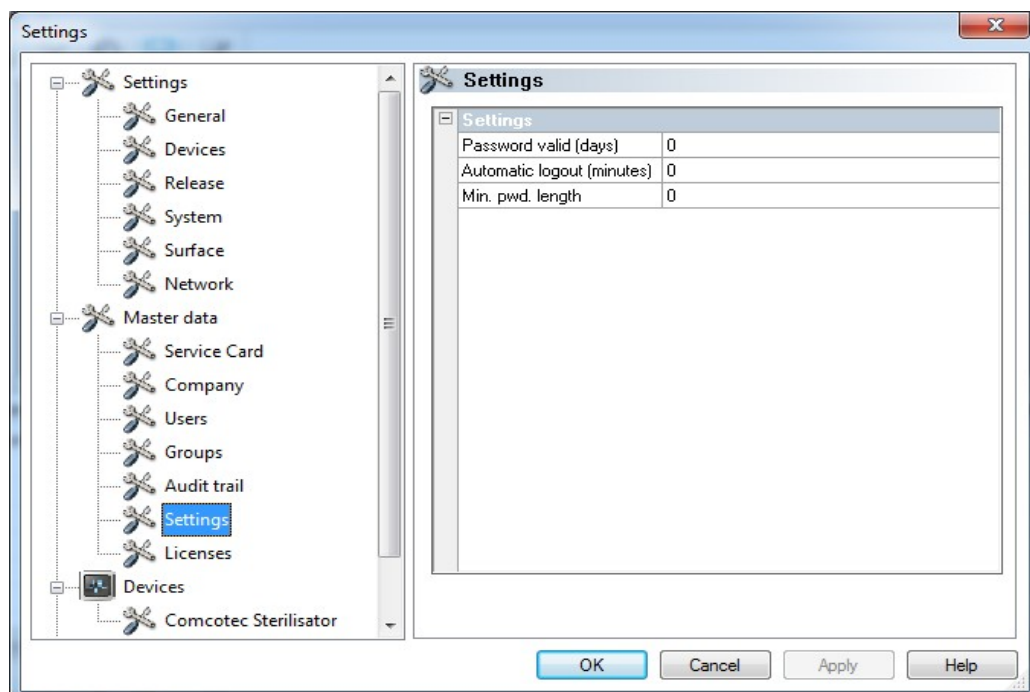 Settings
Settings
General
Devices
Release
System
Surface
Network
Master data
Service Card
Company
Users
Groups
Audit trail
Settings
Licenses
Devices
Comcotec Sterilisator
Settings
Settings
Password valid (days) 0
Automatic logout (minutes) 0
Min. pwd. length 0
OK Cancel Apply Help